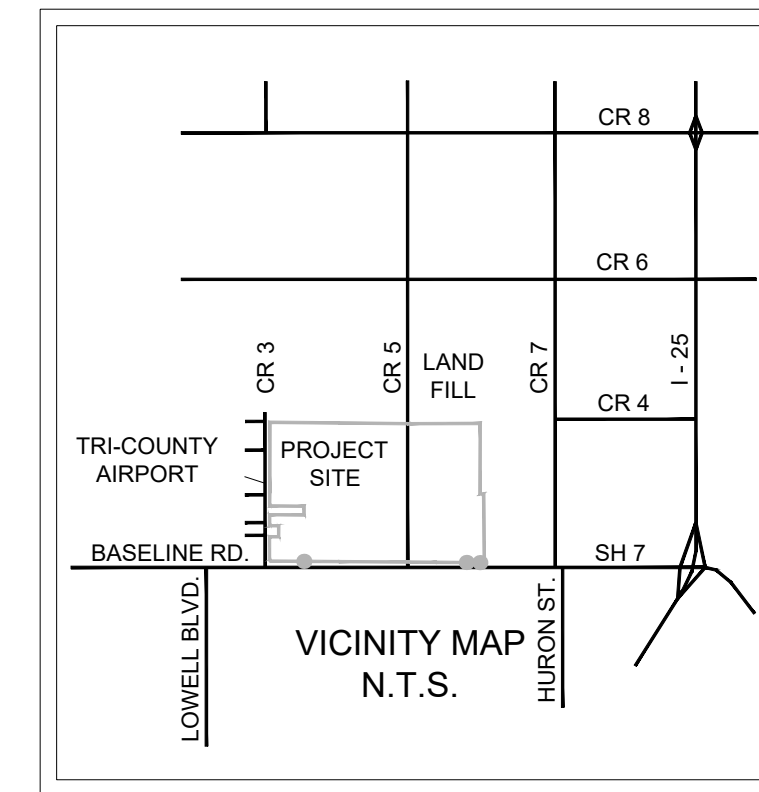 CR 8
CR 6
CR 3
CR 5
LAND
FILL
CR 7
I - 25
CR 4
TRI-COUNTY
AIRPORT
PROJECT
SITE
BASELINE RD.
SH 7
LOWELL BLVD.
VICINITY MAP
N.T.S.
HURON ST.